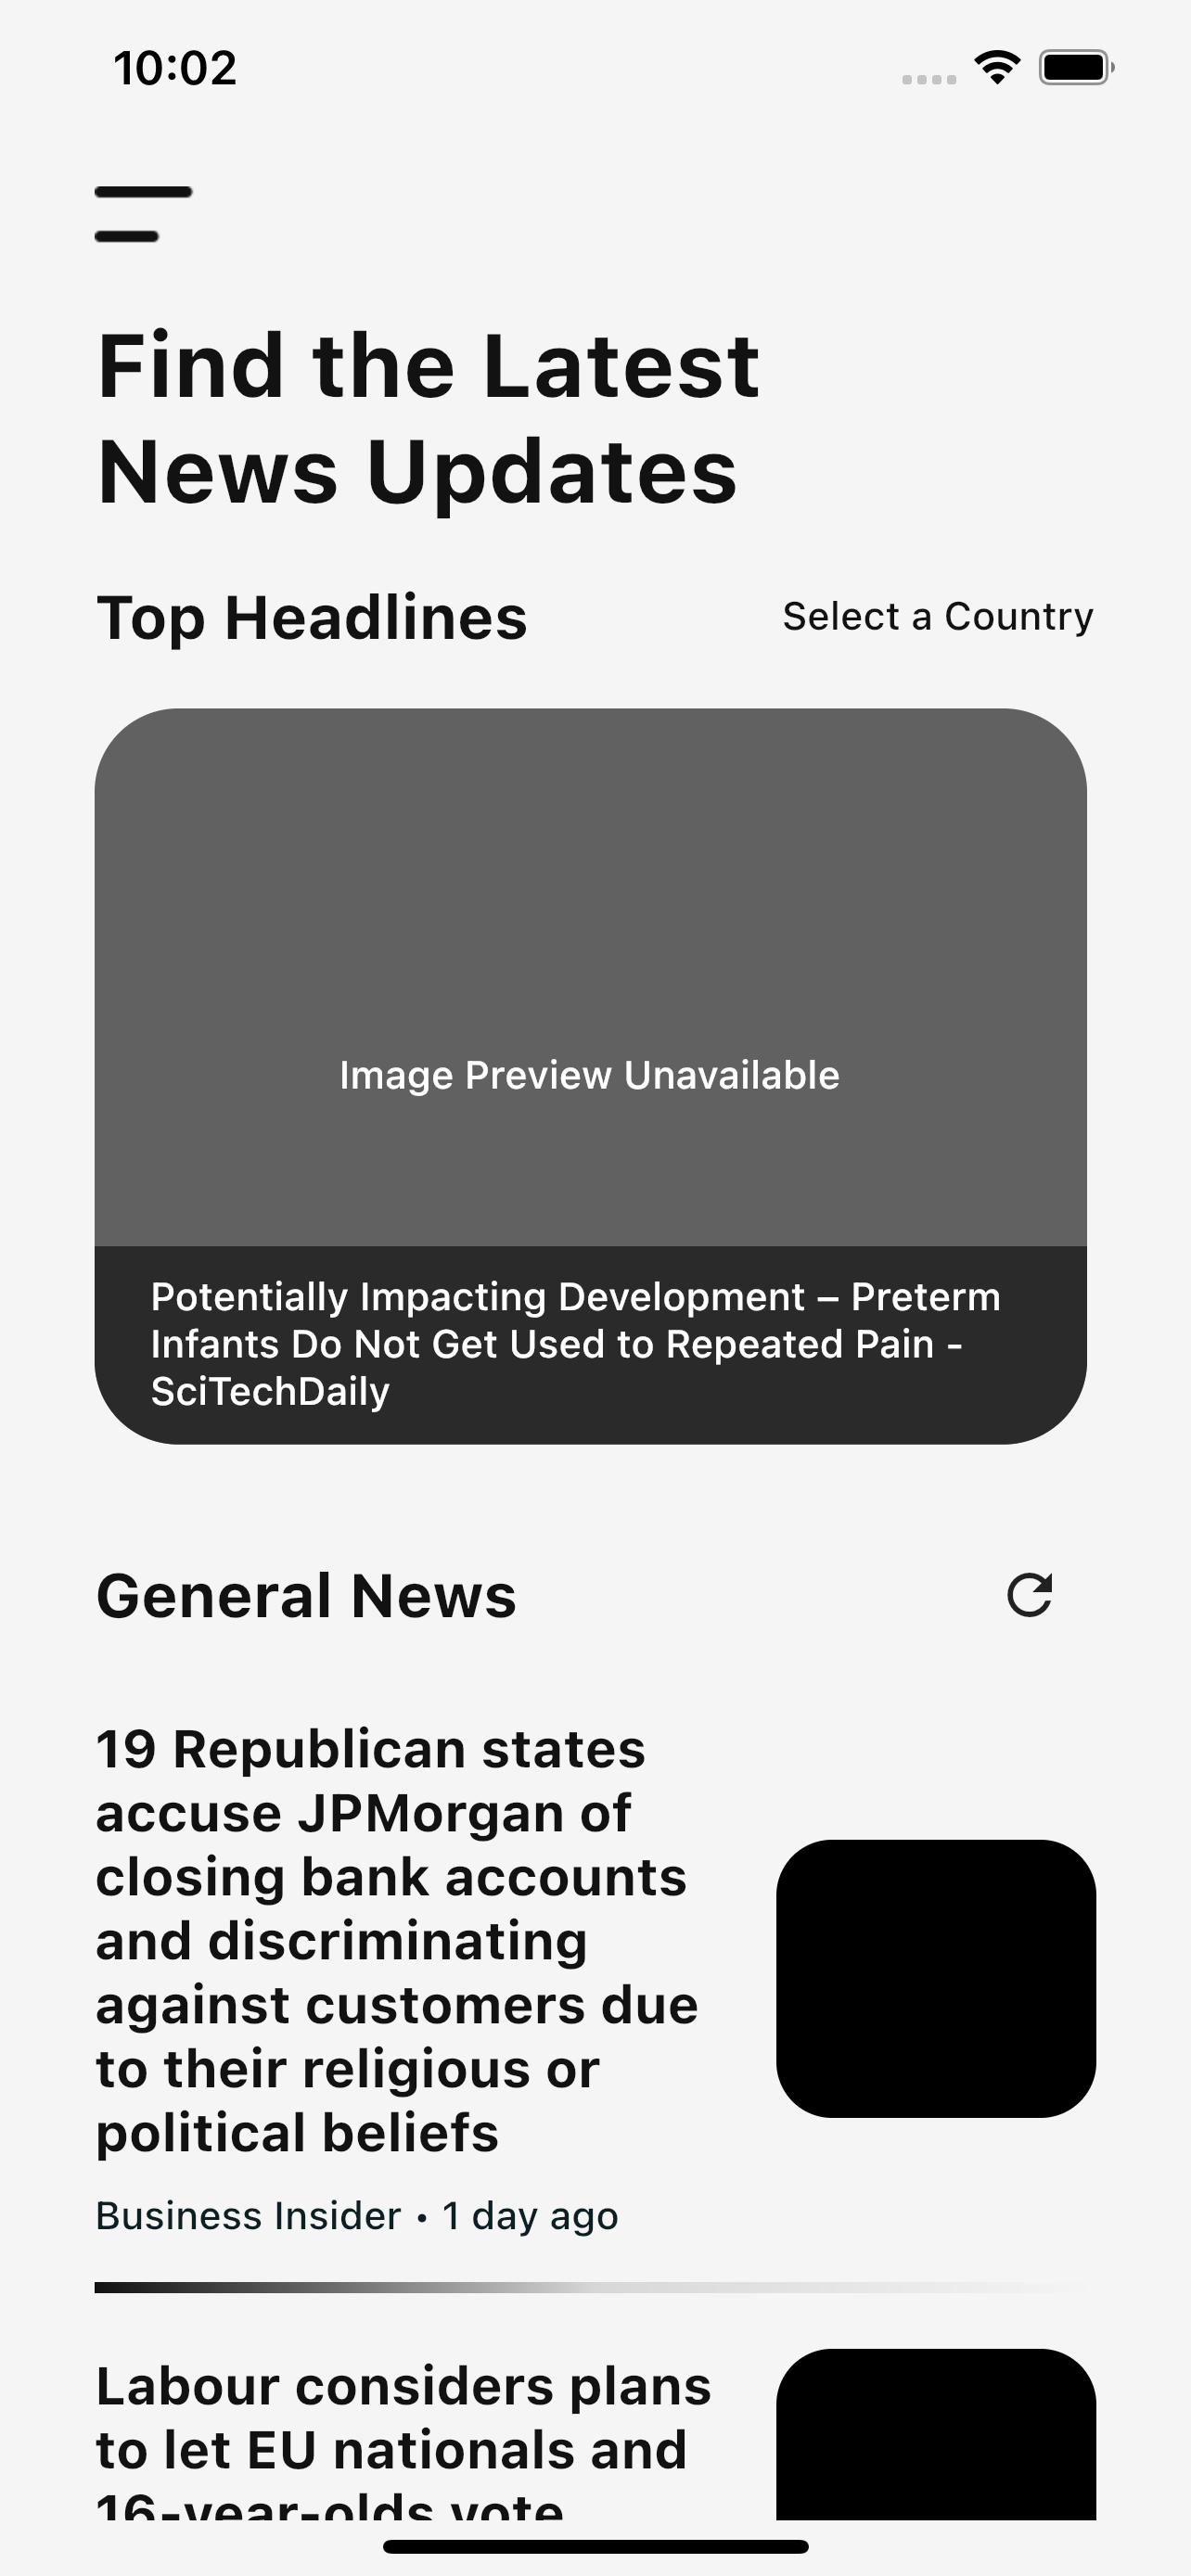 10:02
Find the Latest
News Updates
Top Headlines
Select a Country
Image Preview Unavailable
Potentially Impacting Development – Preterm
Infants Do Not Get Used to Repeated Pain -
SciTechDaily
General News
19 Republican states
accuse JPMorgan of
closing bank accounts
and discriminating
against customers due
to their religious or
political beliefs
Business Insider • 1 day ago
Labour considers plans
to let EU nationals and
16-year-olds vote